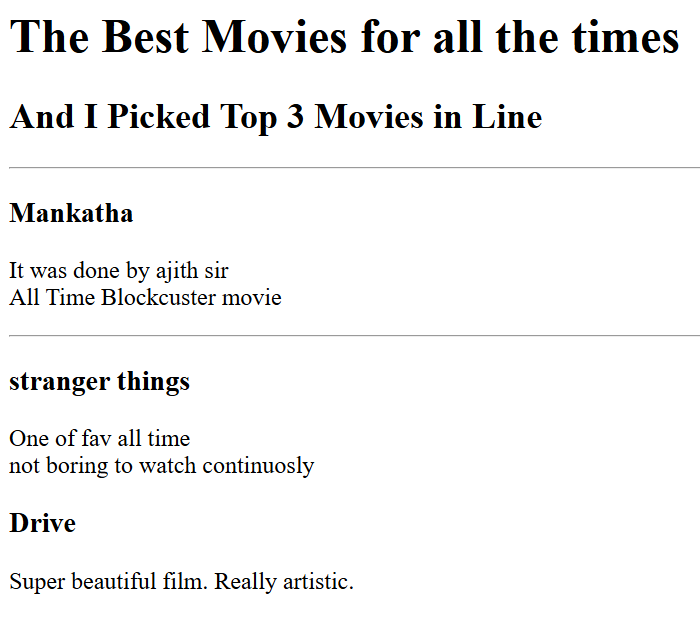 The Best Movies for all the times
And I Picked Top 3 Movies in Line
Mankatha
It was done by ajith sir
All Time Blockcuster movie
stranger things
One of fav all time
not boring to watch continuosly
Drive
Super beautiful film. Really artistic.